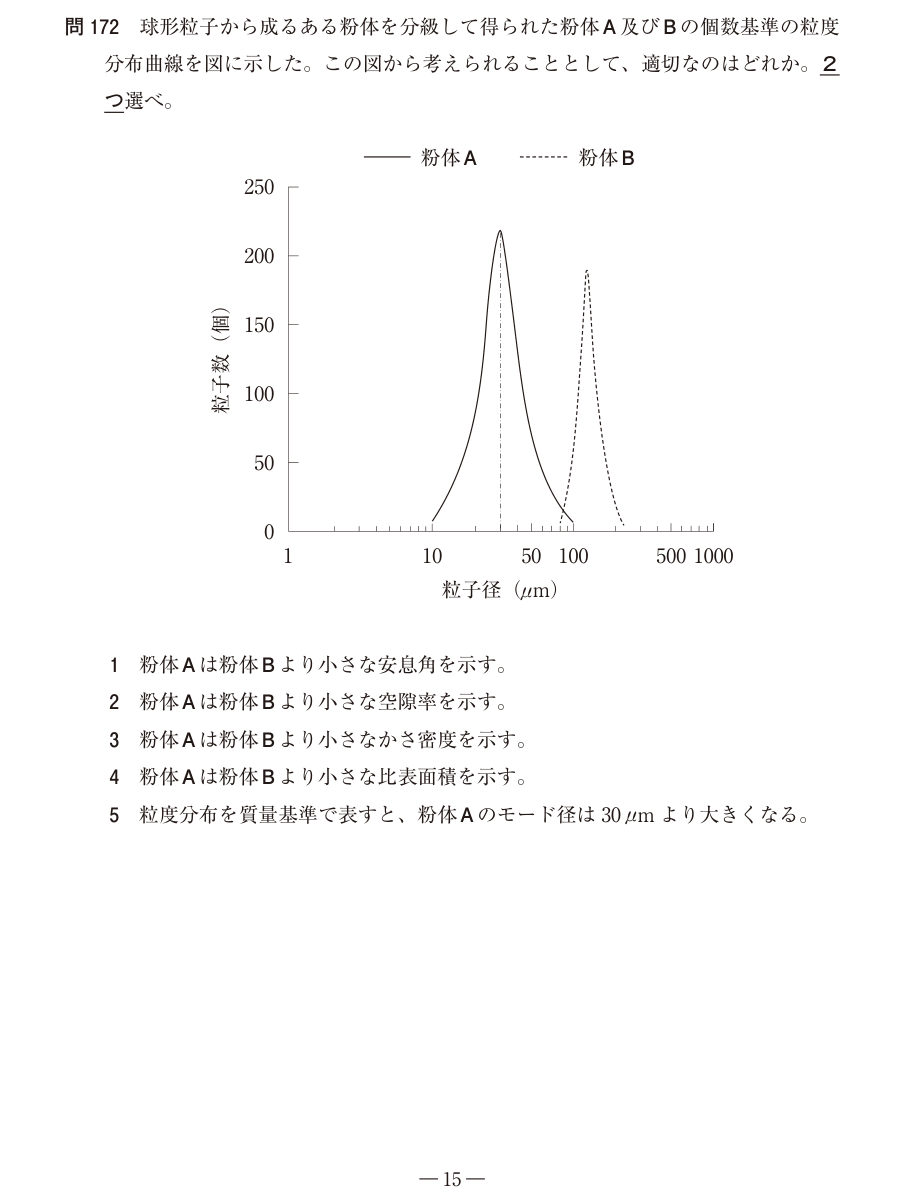 問 172 球形粒子から成るある粉体を分級して得られた粉体A及びBの個数基準の粒度
分布曲線を図に示した。この図から考えられることとして、適切なのはどれか。2
つ選べ。
粉体A 粉体B
250
200
150
100
50
0
粒子数（個）
1 10 50 100 500 1000
粒子径（μm）
1 粉体Aは粉体Bより小さな安息角を示す。
2 粉体Aは粉体Bより小さな空隙率を示す。
3 粉体Aは粉体Bより小さなかさ密度を示す。
4 粉体Aは粉体Bより小さな比表面積を示す。
5 粒度分布を質量基準で表すと、粉体Aのモード径は 30 μm より大きくなる。
— 15 —